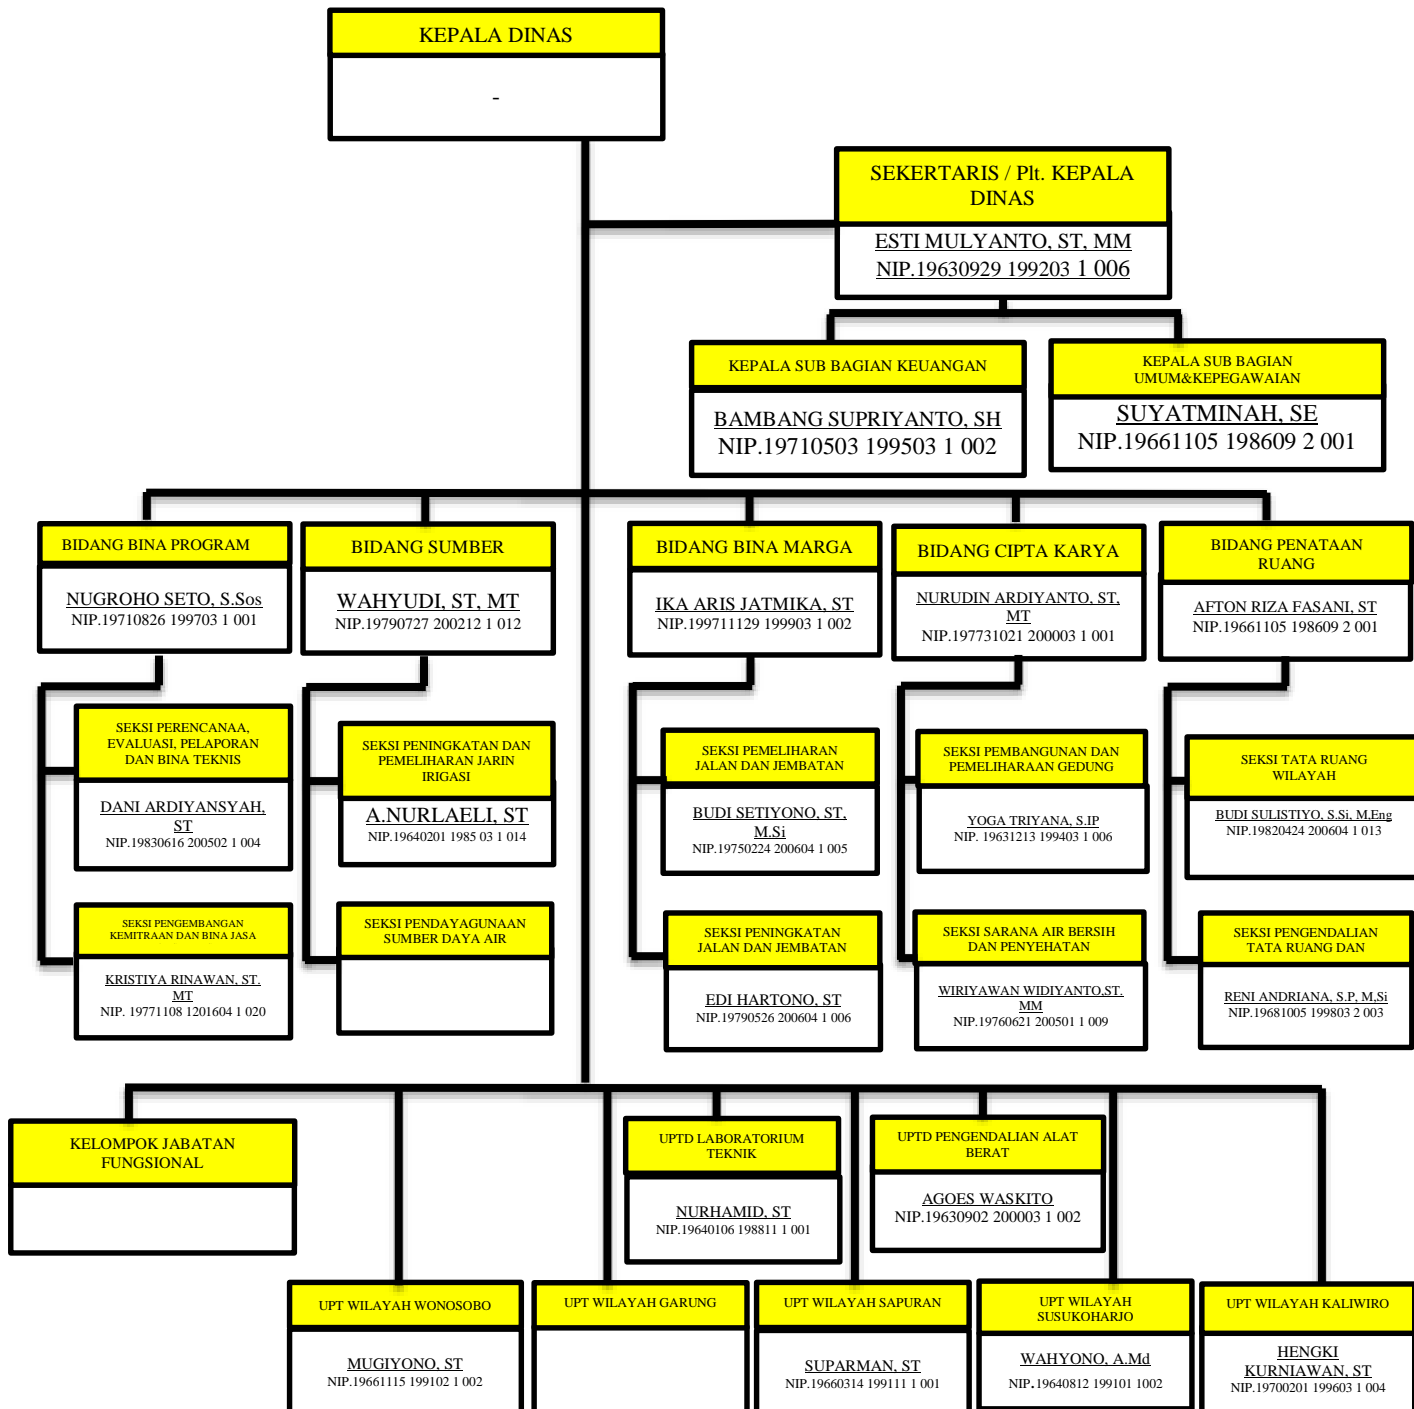 KEPALA DINAS
-
SEKERTARIS / Plt. KEPALA
DINAS
ESTI MULYANTO, ST, MM
NIP.19630929 199203 1 006
KEPALA SUB BAGIAN KEUANGAN
BAMBANG SUPRIYANTO, SH
NIP.19710503 199503 1 002
KEPALA SUB BAGIAN
UMUM&KEPEGAWAIAN
SUYATMINAH, SE
NIP.19661105 198609 2 001
BIDANG BINA PROGRAM
NUGROHO SETO, S.Sos
NIP.19710826 199703 1 001
BIDANG SUMBER
WAHYUDI, ST, MT
NIP.19790727 200212 1 012
BIDANG BINA MARGA
IKA ARIS JATMIKA, ST
NIP.199711129 199903 1 002
BIDANG CIPTA KARYA
NURUDIN ARDIYANTO, ST,
MT
NIP.197731021 200003 1 001
BIDANG PENATAAN
RUANG
AFTON RIZA FASANI, ST
NIP.19661105 198609 2 001
SEKSI PERENCANAA,
EVALUASI, PELAPORAN
DAN BINA TEKNIS
DANI ARDIYANSYAH,
ST
NIP.19830616 200502 1 004
SEKSI PENINGKATAN DAN
PEMELIHARAN JARIN
IRIGASI
A.NURLAELI, ST
NIP.19640201 1985 03 1 014
SEKSI PEMELIHARAN
JALAN DAN JEMBATAN
BUDI SETIYONO, ST,
M.Si
NIP.19750224 200604 1 005
SEKSI PEMBANGUNAN DAN
PEMELIHARAAN GEDUNG
YOGA TRIYANA, S.IP
NIP. 19631213 199403 1 006
SEKSI TATA RUANG
WILAYAH
BUDI SULISTIYO, S.Si, M,Eng
NIP.19820424 200604 1 013
SEKSI PENGEMBANGAN
KEMITRAAN DAN BINA JASA
KRISTIYA RINAWAN, ST.
MT
NIP. 19771108 1201604 1 020
SEKSI PENDAYAGUNAAN
SUMBER DAYA AIR
SEKSI PENINGKATAN
JALAN DAN JEMBATAN
EDI HARTONO, ST
NIP.19790526 200604 1 006
SEKSI SARANA AIR BERSIH
DAN PENYEHATAN
WIRIYAWAN WIDIYANTO,ST.
MM
NIP.19760621 200501 1 009
SEKSI PENGENDALIAN
TATA RUANG DAN
RENI ANDRIANA, S.P, M,Si
NIP.19681005 199803 2 003
KELOMPOK JABATAN
FUNGSIONAL
UPTD LABORATORIUM
TEKNIK
NURHAMID, ST
NIP.19640106 198811 1 001
UPTD PENGENDALIAN ALAT
BERAT
AGOES WASKITO
NIP.19630902 200003 1 002
UPT WILAYAH WONOSOBO
MUGIYONO, ST
NIP.19661115 199102 1 002
UPT WILAYAH GARUNG
UPT WILAYAH SAPURAN
SUPARMAN, ST
NIP.19660314 199111 1 001
UPT WILAYAH
SUSUKOHARJO
WAHYONO, A.Md
NIP.19640812 199101 1002
UPT WILAYAH KALIWIRO
HENGKI
KURNIAWAN, ST
NIP.19700201 199603 1 004